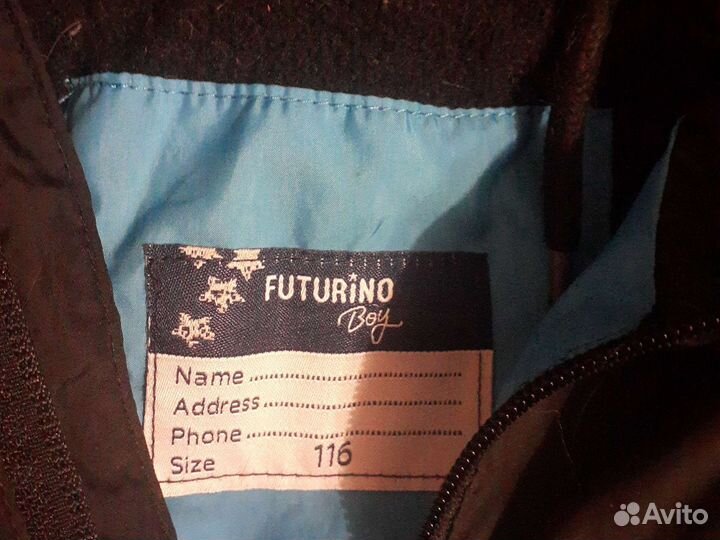 FUTURINO
Boy
Name
Address
Phone
Size 116
Avito